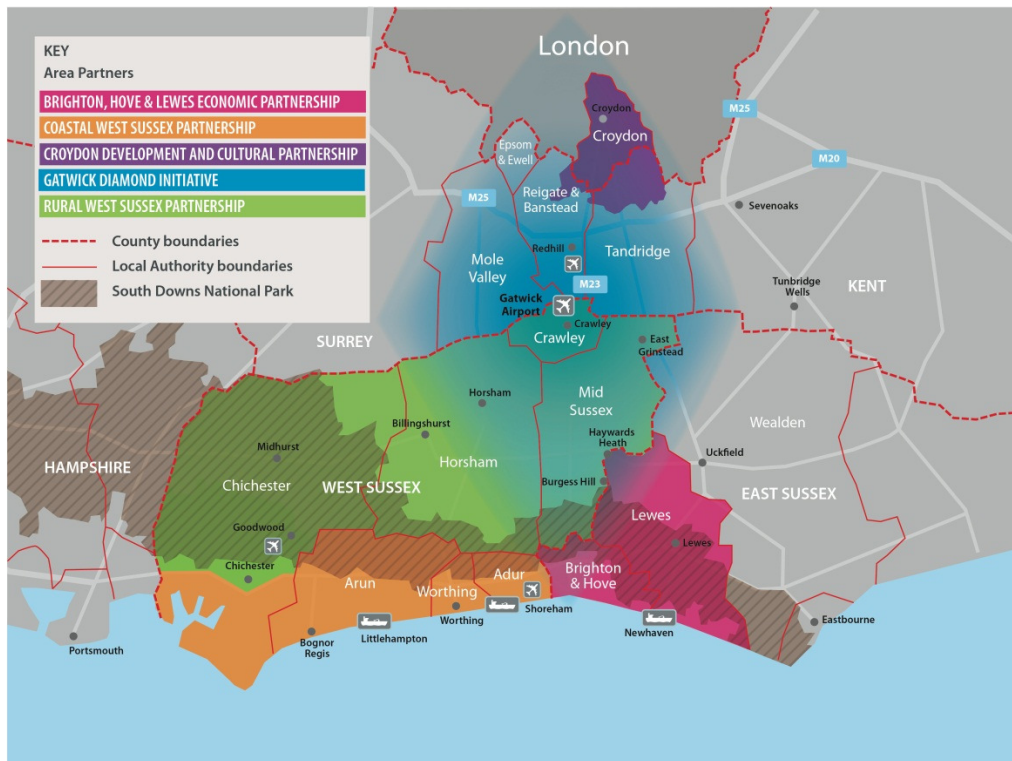 KEY
Area Partners
BRIGHTON, HOVE & LEWES ECONOMIC PARTNERSHIP
COASTAL WEST SUSSEX PARTNERSHIP
CROYDON DEVELOPMENT AND CULTURAL PARTNERSHIP
GATWICK DIAMOND INITIATIVE
RURAL WEST SUSSEX PARTNERSHIP
County boundaries
Local Authority boundaries
South Downs National Park
London
Croydon
Croydon
M25
M20
Epsom
& Ewell
Reigate &
Banstead
M25
Sevenoaks
Redhill
Mole
Valley
Tandridge
M23
Tunbridge
Wells
KENT
Gatwick
Airport
Crawley
Crawley
East
Grinstead
SURREY
Horsham
Mid
Sussex
Billingshurst
Wealden
Haywards
Heath
Midhurst
Horsham
Uckfield
HAMPSHIRE
Chichester
WEST SUSSEX
Burgess Hill
EAST SUSSEX
Lewes
Goodwood
Lewes
Chichester
Arun
Worthing
Adur
Brighton
& Hove
Worthing
Shoreham
Littlehampton
Newhaven
Eastbourne
Bognor
Regis
Portsmouth